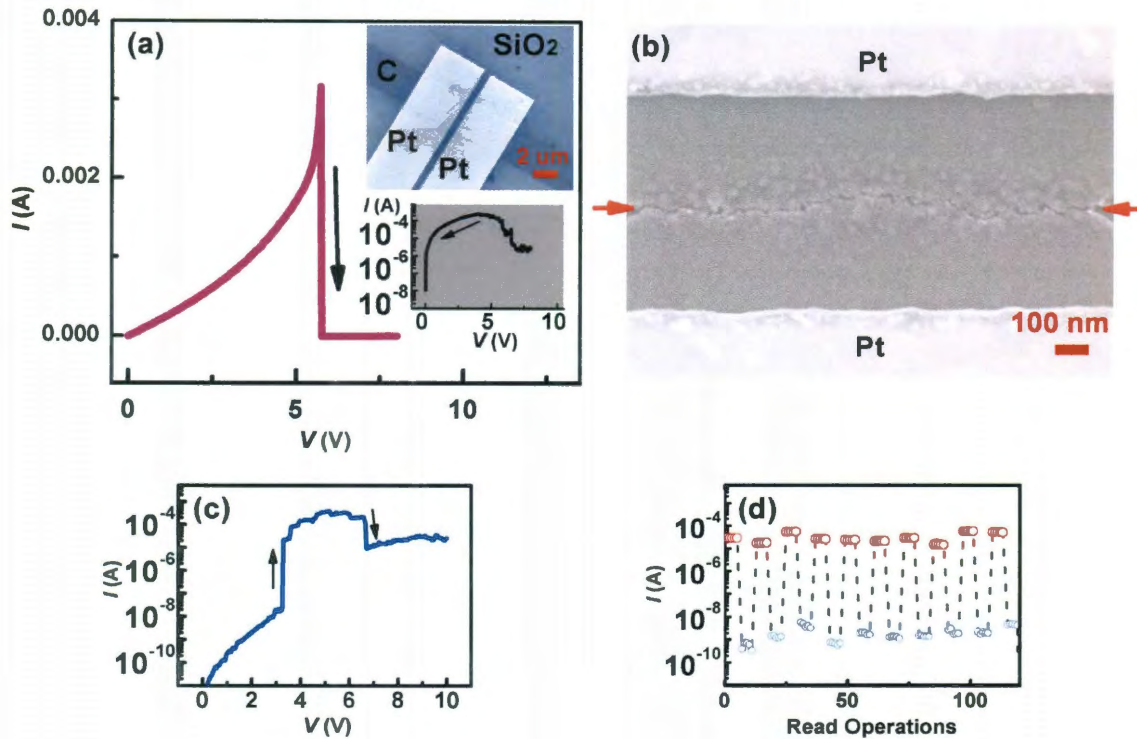 (a)
SiO₂
C
Pt
Pt
2 um
I (A)
0.004
0.002
0.000
0
5
10
V (V)
I (A)
10⁻⁴
10⁻⁶
10⁻⁸
0
5
10
V (V)
(b)
Pt
Pt
100 nm
(c)
I (A)
10⁻⁴
10⁻⁶
10⁻⁸
10⁻¹⁰
0 2 4 6 8 10
V (V)
(d)
I (A)
10⁻⁴
10⁻⁶
10⁻⁸
10⁻¹⁰
0 50 100
Read Operations